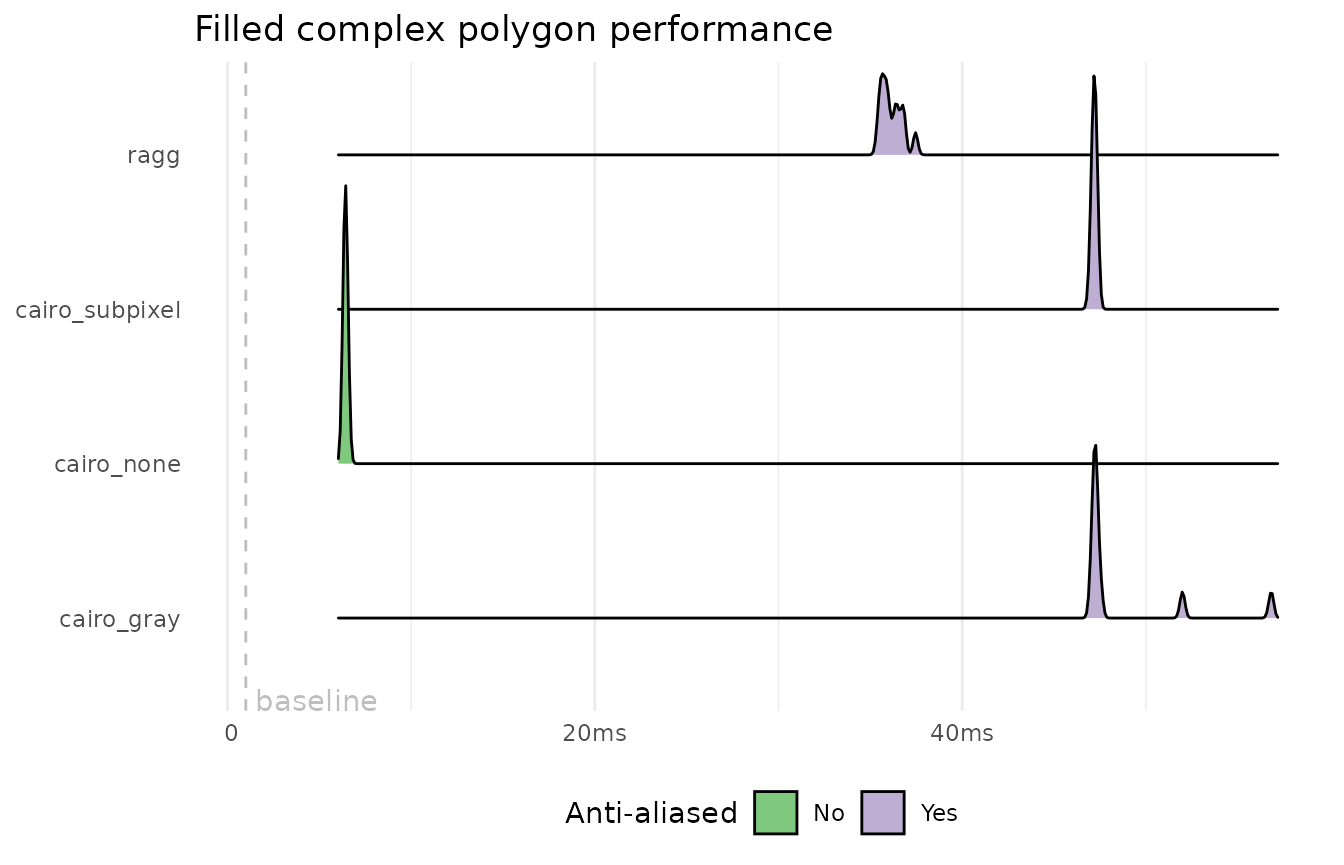 Filled complex polygon performance
ragg
cairo_subpixel
cairo_none
cairo_gray
baseline
0 20ms 40ms
Anti-aliased No Yes